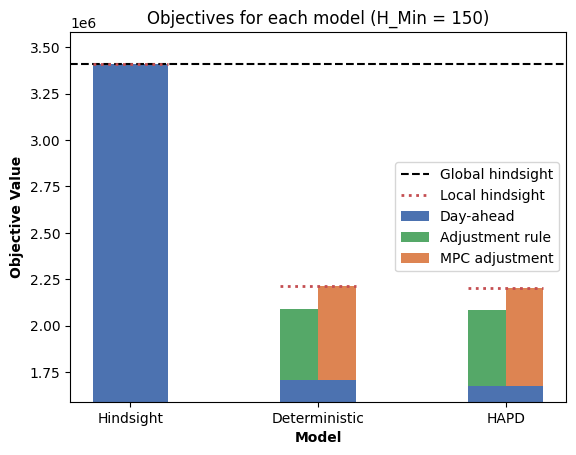 Objectives for each model (H_Min = 150)
1e6
3.50
3.25
3.00
2.75
2.50
2.25
2.00
1.75
Objective Value
Global hindsight
Local hindsight
Day-ahead
Adjustment rule
MPC adjustment
Hindsight
Deterministic
HAPD
Model